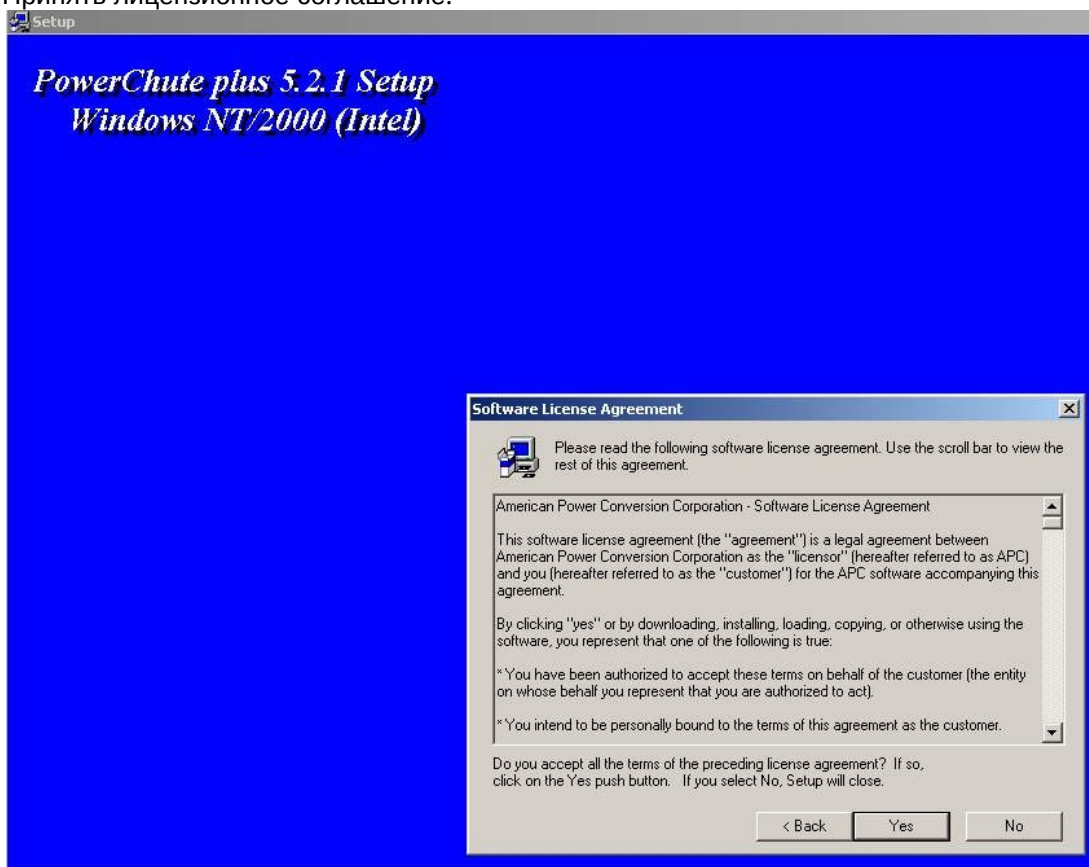 Принять лицензионное соглашение.
Setup
PowerChute plus 5.2.1 Setup
Windows NT/2000 (Intel)
Software License Agreement
Please read the following software license agreement. Use the scroll bar to view the
rest of this agreement.
American Power Conversion Corporation - Software License Agreement
This software license agreement (the "agreement") is a legal agreement between
American Power Conversion Corporation as the "licensor" (hereafter referred to as APC)
and you (hereafter referred to as the "customer") for the APC software accompanying this
agreement.
By clicking "yes" or by downloading, installing, loading, copying, or otherwise using the
software, you represent that one of the following is true:
* You have been authorized to accept these terms on behalf of the customer (the entity
on whose behalf you represent that you are authorized to act).
* You intend to be personally bound to the terms of this agreement as the customer.
Do you accept all the terms of the preceding license agreement? If so,
click on the Yes push button. If you select No, Setup will close.
< Back
Yes
No